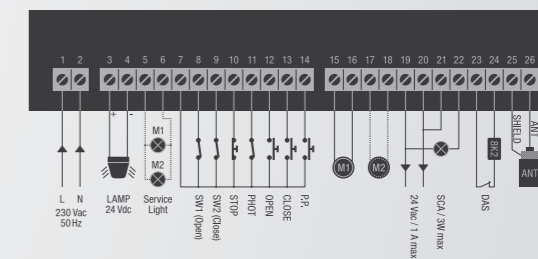 1 2 3 4 5 6 7 8 9 10 11 12 13 14 15 16 17 18 19 20 21 22 23 24 25 26
+ -
M1
M2
L N
230 Vac
50 Hz
LAMP
24 Vdc
Service
Light
SW1 (Open)
SW2 (Close)
STOP
PHOT
OPEN
CLOSE
P.P.
M1
M2
24 Vac / 1 A max
SCA / 3W max
DAS
8K2
SHIELD
ANT
ANT